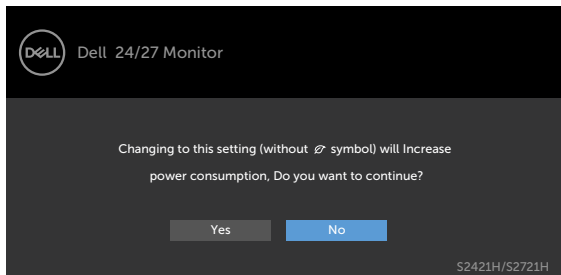 DELL Dell 24/27 Monitor
Changing to this setting (without symbol) will Increase
power consumption, Do you want to continue?
Yes No
S2421H/S2721H